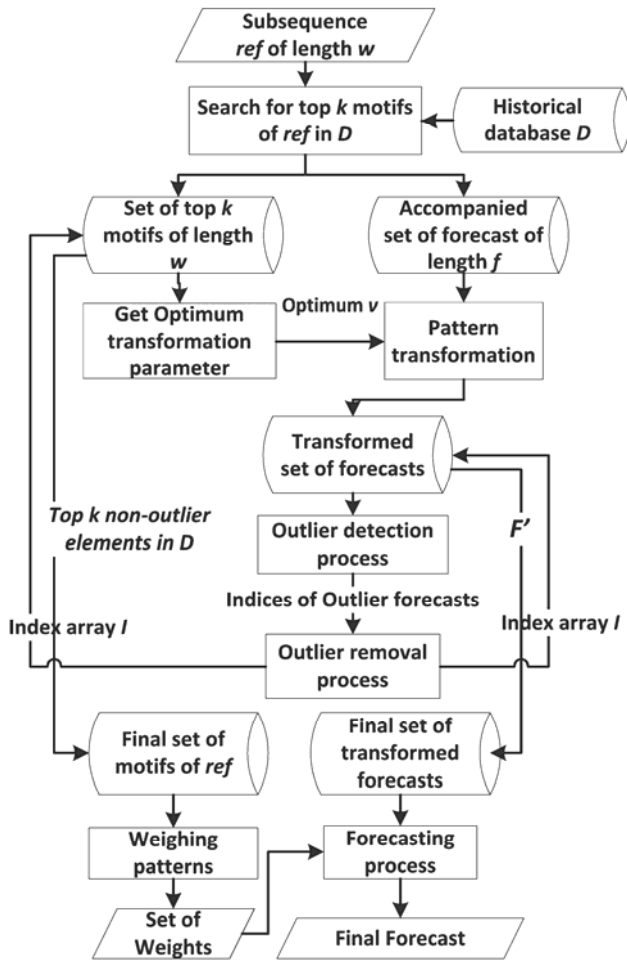 Subsequence
ref of length w
Search for top k motifs
of ref in D
Historical
database D
Set of top k
motifs of length
w
Accompanied
set of forecast of
length f
Get Optimum
transformation
parameter
Optimum v
Pattern
transformation
Transformed
set of forecasts
Top k non-outlier
elements in D
F'
Outlier detection
process
Indices of Outlier forecasts
Index array I
Index array I
Outlier removal
process
Final set of
motifs of ref
Final set of
transformed
forecasts
Weighing
patterns
Forecasting
process
Set of
Weights
Final Forecast